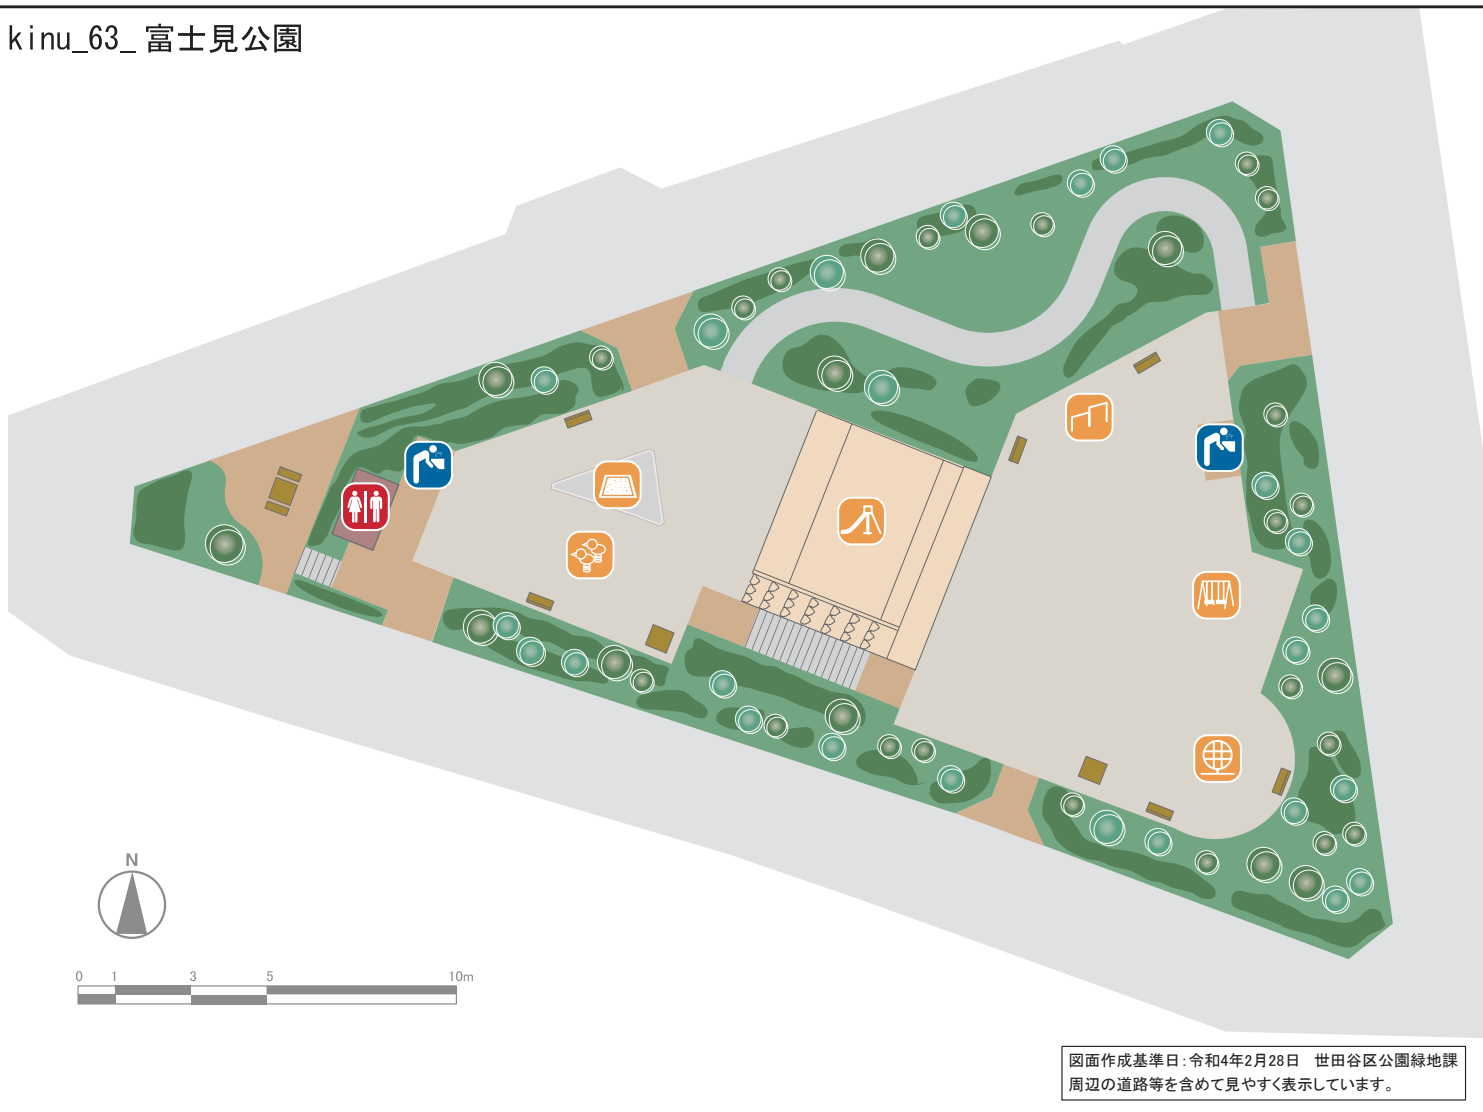 kinu_63_富士見公園
N
0 1 3 5 10m
図面作成基準日:令和4年2月28日 世田谷区公園緑地課
周辺の道路等を含めて見やすく表示しています。